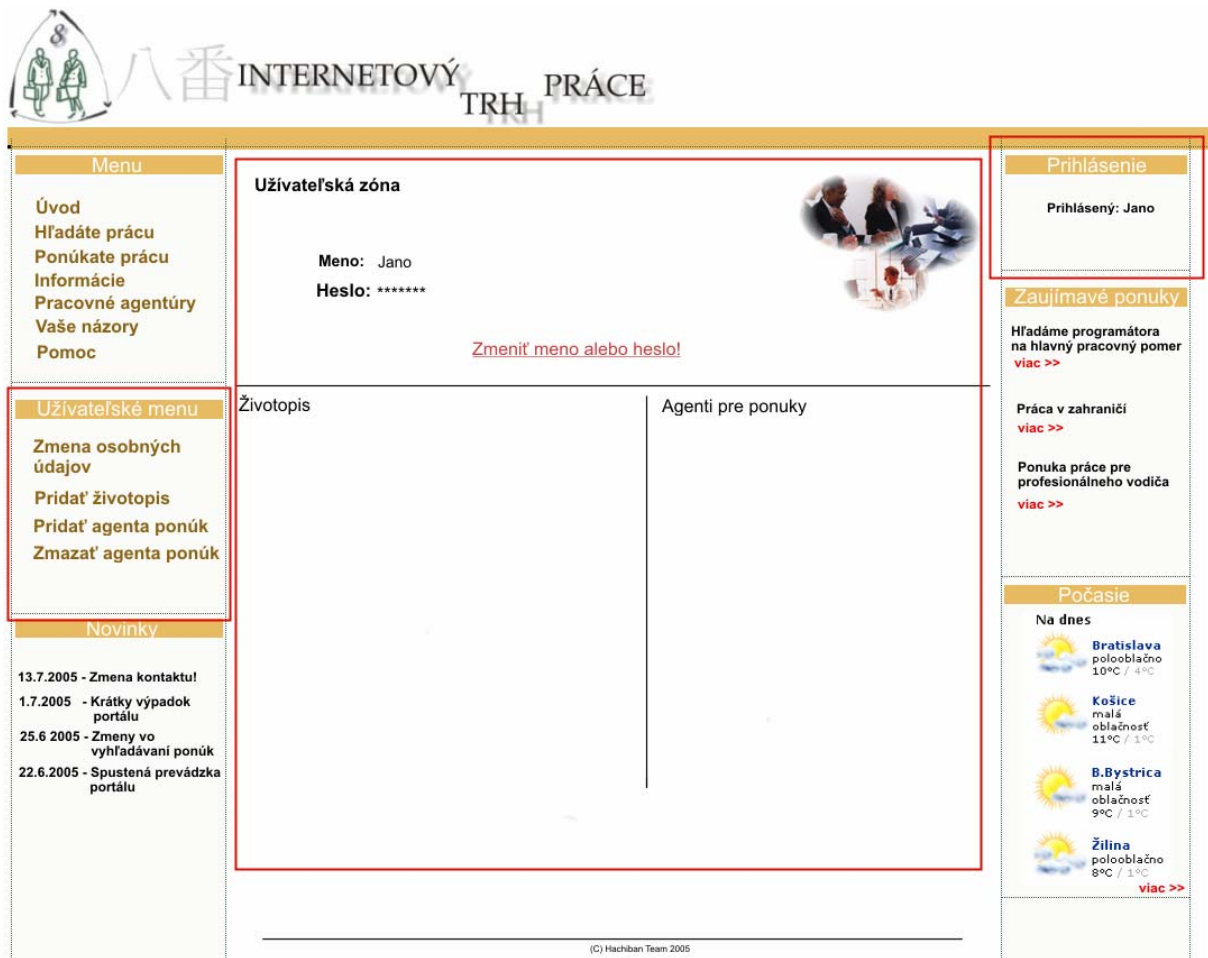 8
八番
INTERNETOVÝ
TRH
PRÁCE
Menu
Úvod
Hľadáte prácu
Ponúkate prácu
Informácie
Pracovné agentúry
Vaše názory
Pomoc
Užívateľské menu
Zmena osobných
údajov
Pridať životopis
Pridať agenta ponúk
Zmazať agenta ponúk
Novinky
13.7.2005 - Zmena kontaktu!
1.7.2005 - Krátky výpadok
portálu
25.6 2005 - Zmeny vo
vyhľadávaní ponúk
22.6.2005 - Spustená prevádzka
portálu
Užívateľská zóna
Meno: Jano
Heslo: *******
Zmeniť meno alebo heslo!
Životopis
Agenti pre ponuky
Prihlásenie
Prihlásený: Jano
Zaujímavé ponuky
Hľadáme programátora
na hlavný pracovný pomer
viac >>
Práca v zahraničí
viac >>
Ponuka práce pre
profesionálneho vodiča
viac >>
Počasie
Na dnes
Bratislava
polooblačno
10°C / 4°C
Košice
malá
oblačnosť
11°C / 1°C
B.Bystrica
malá
oblačnosť
9°C / 1°C
Žilina
polooblačno
8°C / 1°C
viac >>
(C) Hachiban Team 2005